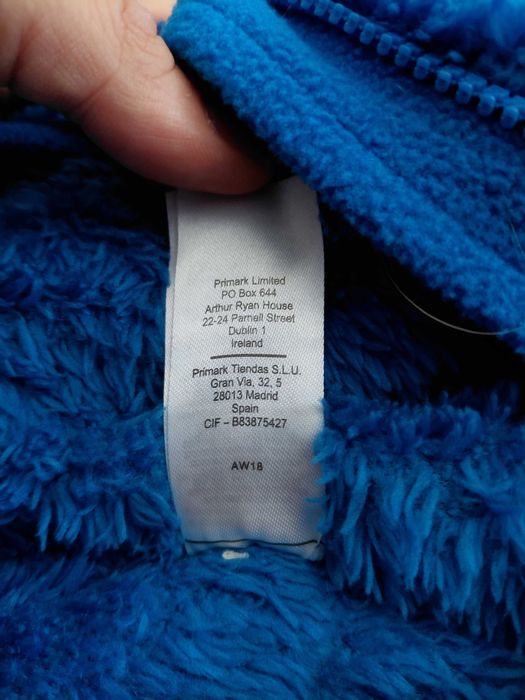 Primark Limited
PO Box 644
Arthur Ryan House
22-24 Parnell Street
Dublin 1
Ireland
Primark Tiendas S.L.U.
Gran Via, 32, 5
28013 Madrid
Spain
CIF – B83875427
AW18